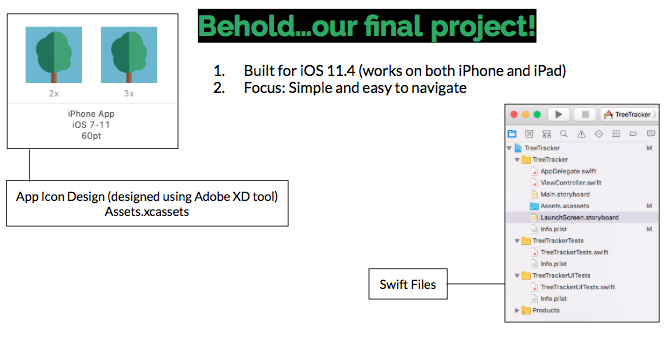 Behold...our final project!
1. Built for iOS 11.4 (works on both iPhone and iPad)
2. Focus: Simple and easy to navigate
2x 3x
iPhone App
iOS 7-11
60pt
App Icon Design (designed using Adobe XD tool)
Assets.xcassets
TreeTracker
TreeTracker M
TreeTracker
AppDelegate.swift
ViewController.swift
Main.storyboard
Assets.xcassets M
LaunchScreen.storyboard
Info.plist M
TreeTrackerTests
TreeTrackerTests.swift
Info.plist
TreeTrackerUITests
TreeTrackerUITests.swift
Info.plist
Products
Swift Files